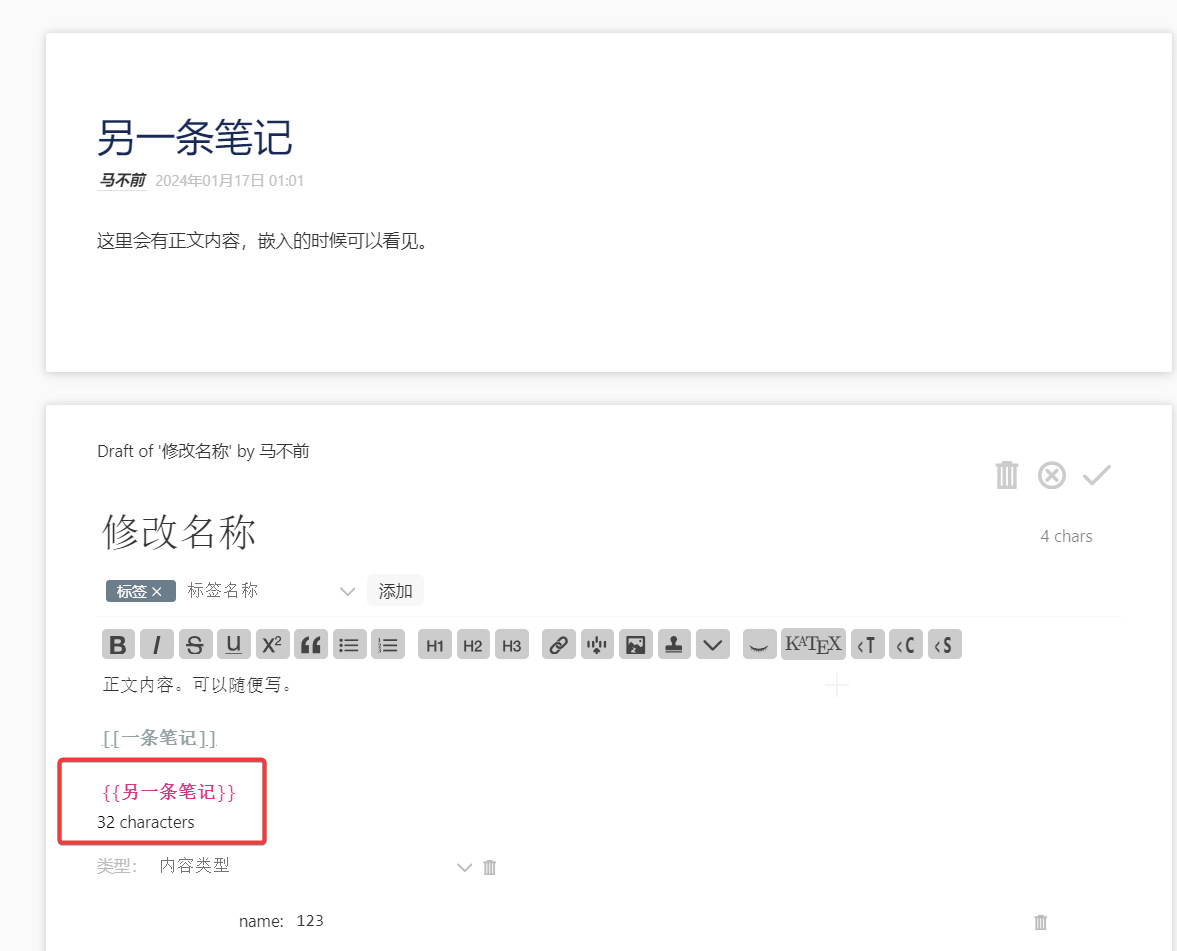 另一条笔记
马不前 2024年01月17日 01:01
这里会有正文内容，嵌入的时候可以看见。
Draft of '修改名称' by 马不前
修改名称
4 chars
标签 × 标签名称 添加
B I S U X² H1 H2 H3 KATEX <T <C <S
正文内容。可以随便写。
[[一条笔记]]
{{另一条笔记}}
32 characters
类型： 内容类型
name: 123